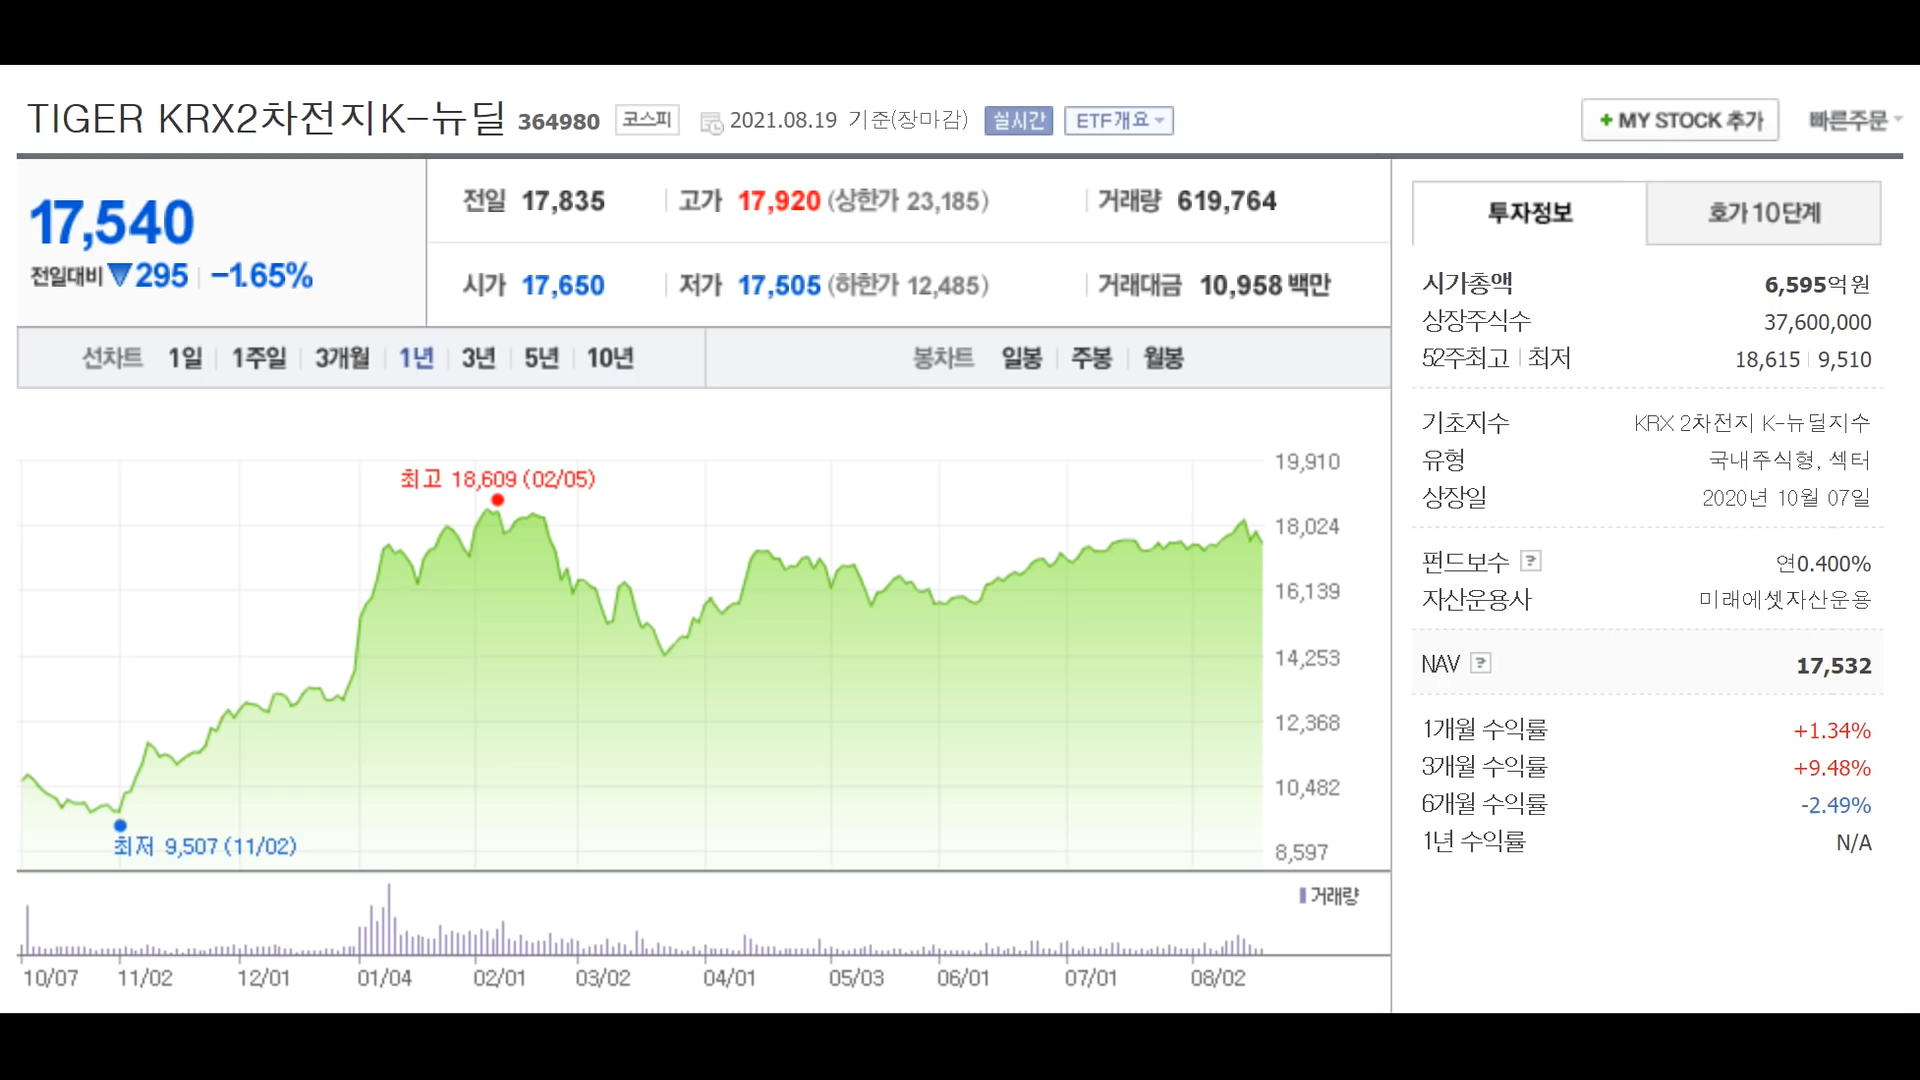 TIGER KRX2차전지K-뉴딜 364980 코스피 2021.08.19 기준(장마감) 실시간 ETF개요 + MY STOCK 추가 빠른주문
17,540
전일대비 ▼295 -1.65%
전일 17,835 고가 17,920 (상한가 23,185) 거래량 619,764
시가 17,650 저가 17,505 (하한가 12,485) 거래대금 10,958 백만
선차트 1일 1주일 3개월 1년 3년 5년 10년 봉차트 일봉 주봉 월봉
최고 18,609 (02/05)
최저 9,507 (11/02)
19,910
18,024
16,139
14,253
12,368
10,482
8,597
거래량
10/07 11/02 12/01 01/04 02/01 03/02 04/01 05/03 06/01 07/01 08/02
투자정보 호가10단계
시가총액 6,595억원
상장주식수 37,600,000
52주최고 | 최저 18,615 | 9,510
기초지수 KRX 2차전지 K-뉴딜지수
유형 국내주식형, 섹터
상장일 2020년 10월 07일
펀드보수 ? 연0.400%
자산운용사 미래에셋자산운용
NAV ? 17,532
1개월 수익률 +1.34%
3개월 수익률 +9.48%
6개월 수익률 -2.49%
1년 수익률 N/A